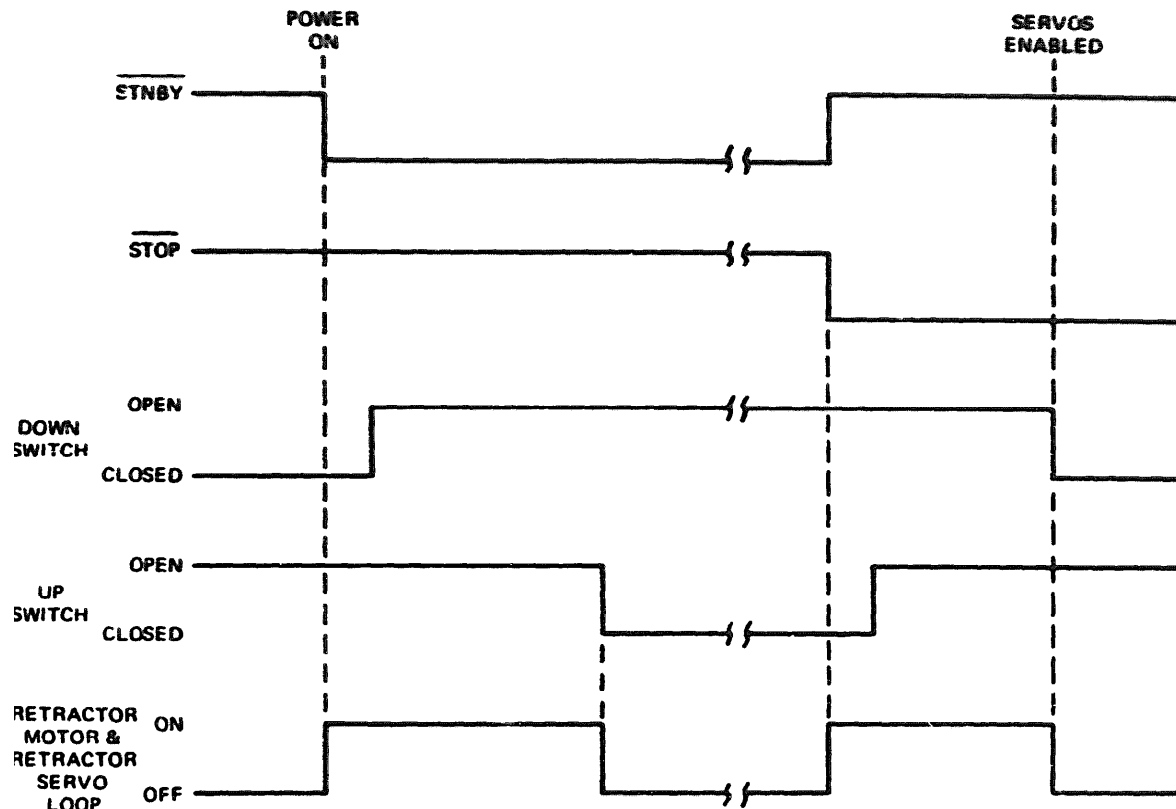 POWER
ON
SERVOS
ENABLED
STNBY
STOP
DOWN
SWITCH
OPEN
CLOSED
UP
SWITCH
OPEN
CLOSED
RETRACTOR
MOTOR &
RETRACTOR
SERVO
LOOP
ON
OFF